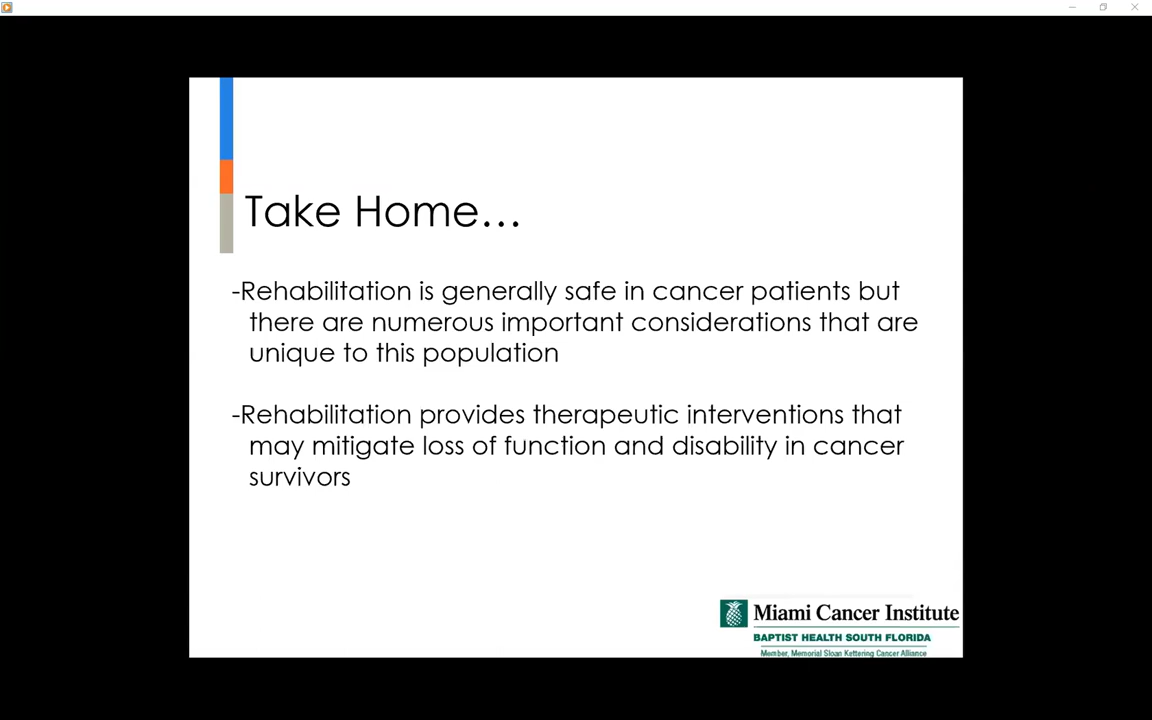 Take Home...
-Rehabilitation is generally safe in cancer patients but
there are numerous important considerations that are
unique to this population
-Rehabilitation provides therapeutic interventions that
may mitigate loss of function and disability in cancer
survivors
Miami Cancer Institute
BAPTIST HEALTH SOUTH FLORIDA
Member, Memorial Sloan Kettering Cancer Alliance